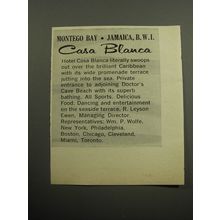 MONTEGO BAY • JAMAICA, B.W.I.
Casa Blanca
Hotel Casa Blanca literally swoops
out over the brilliant Caribbean
with its wide promenade terrace
jutting into the sea. Private
entrance to adjoining Doctor's
Cave Beach with its superb
bathing. All Sports. Delicious
Food. Dancing and entertainment
on the seaside terrace. R. Leyson
Ewen, Managing Director.
Representatives: Wm. P. Wolfe,
New York, Philadelphia,
Boston, Chicago, Cleveland,
Miami, Toronto.